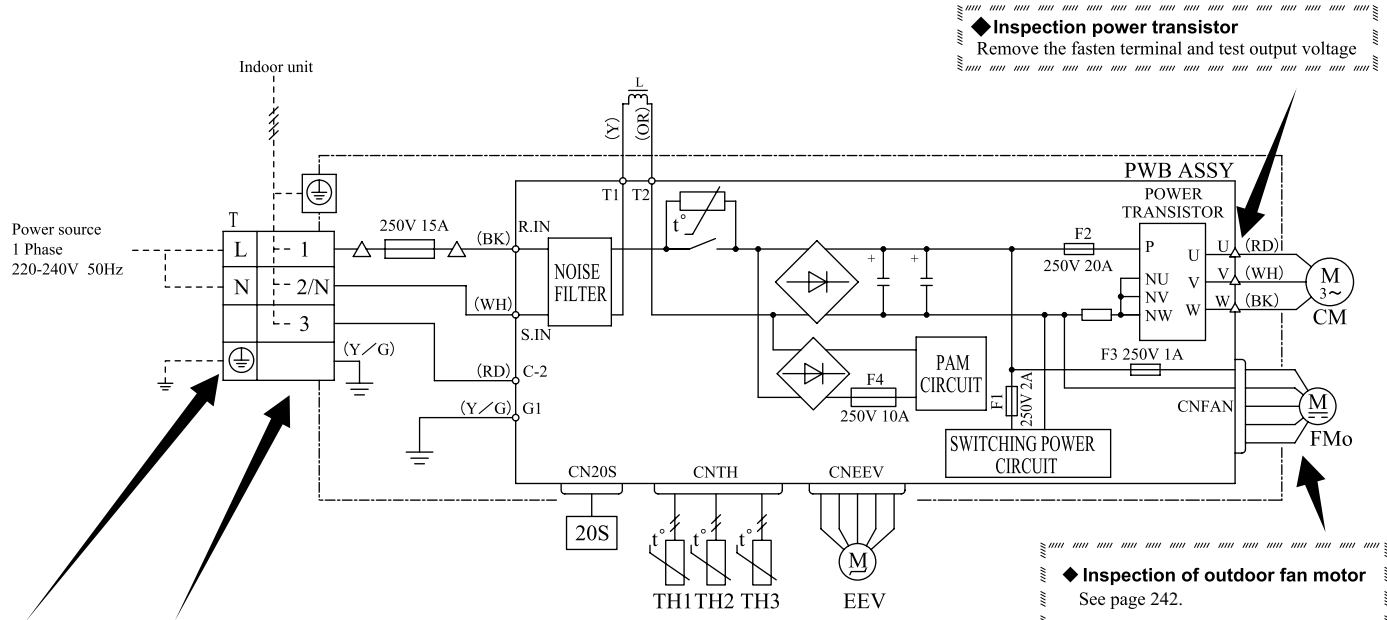 ◆Inspection power transistor
Remove the fasten terminal and test output voltage
Indoor unit
L
(Y)
(OR)
PWB ASSY
T1
T2
POWER
TRANSISTOR
T
Power source
1 Phase
220-240V 50Hz
L
1
N
2/N
3
250V 15A
(BK)
R.IN
NOISE
FILTER
(WH)
S.IN
(Y/G)
(RD)
C-2
(Y/G)
G1
t°
+
+
F2
250V 20A
P
NU
NV
NW
U
V
W
U
(RD)
V
(WH)
W
(BK)
M
3~
CM
F4
250V 10A
PAM
CIRCUIT
F1
250V 2A
F3 250V 1A
CNFAN
M
FMo
SWITCHING POWER
CIRCUIT
CN20S
CNTH
CNEEV
20S
t°
t°
t°
M
TH1
TH2
TH3
EEV
◆ Inspection of outdoor fan motor
See page 242.